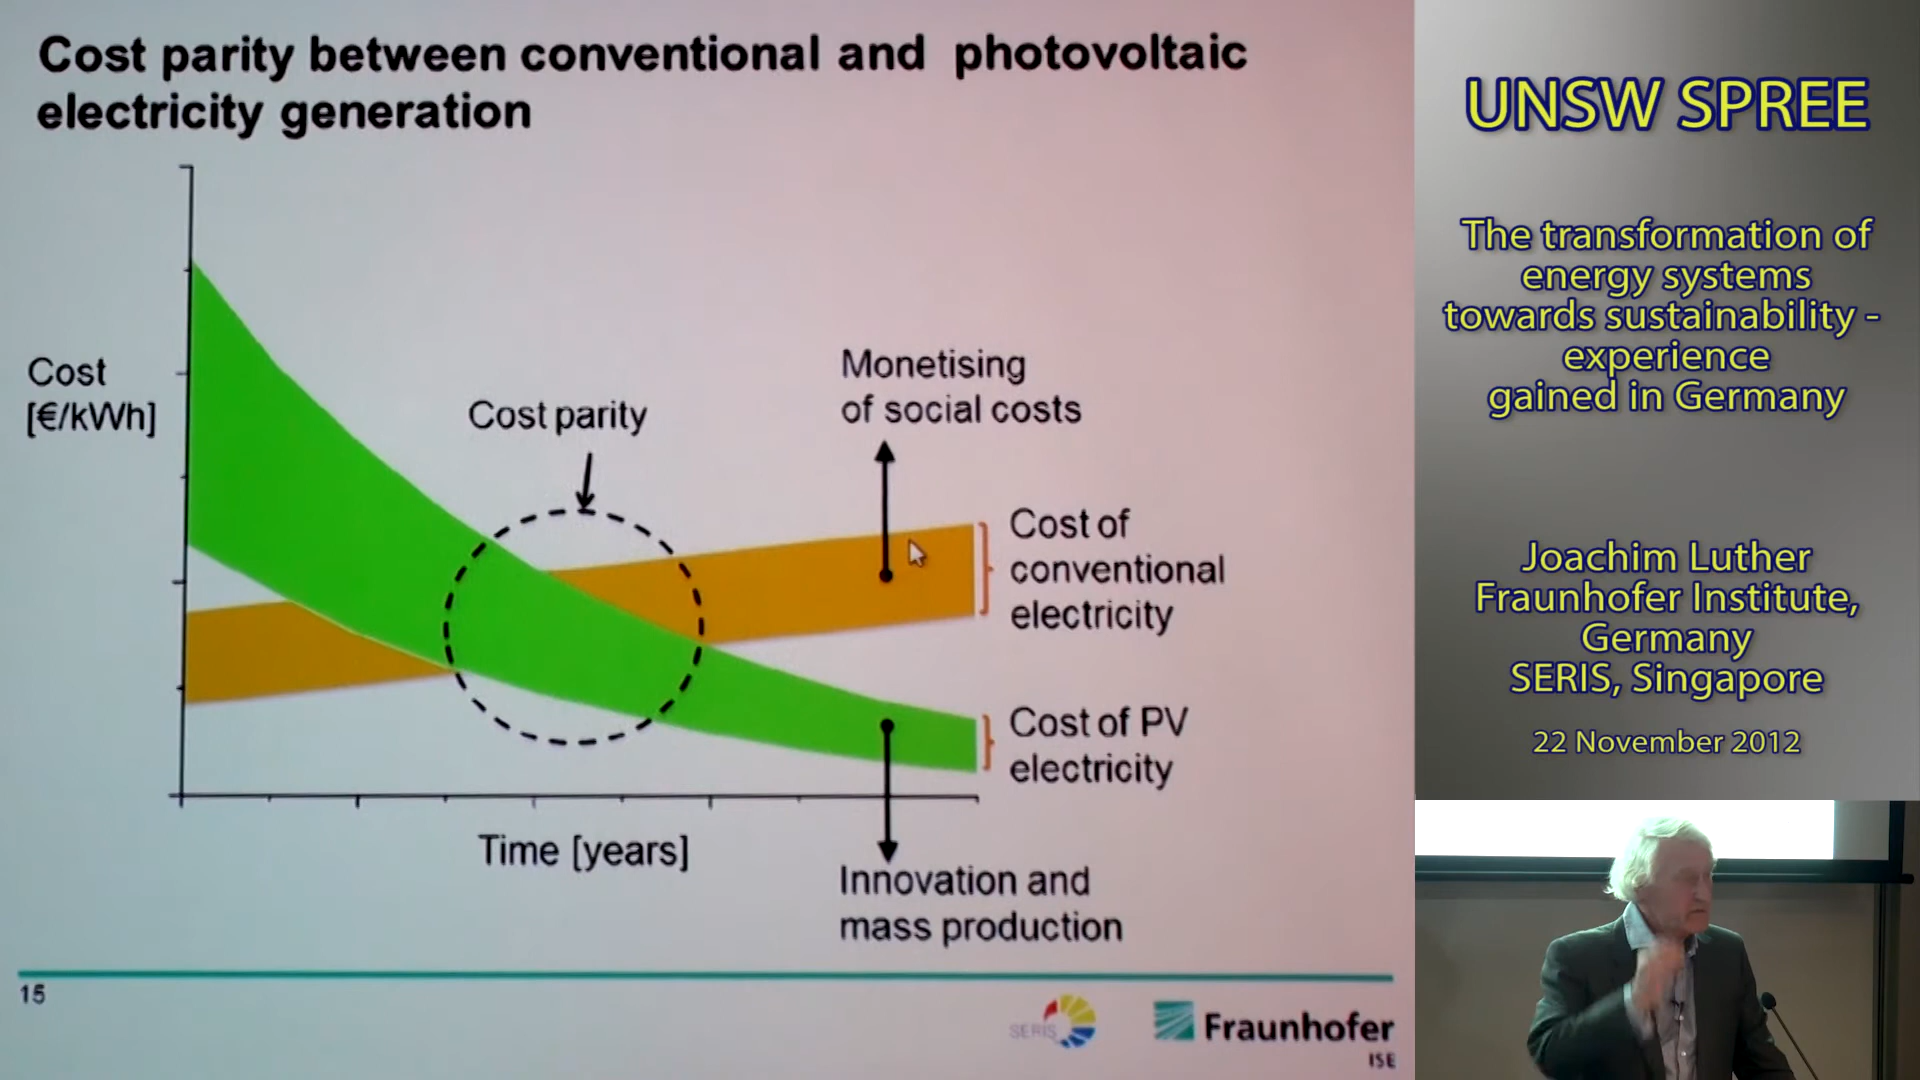 Cost parity between conventional and photovoltaic
electricity generation
Cost
[€/kWh]
Cost parity
Monetising
of social costs
Cost of
conventional
electricity
Cost of PV
electricity
Time [years]
Innovation and
mass production
15
SERIS
Fraunhofer
ISE
UNSW SPREE
The transformation of
energy systems
towards sustainability -
experience
gained in Germany
Joachim Luther
Fraunhofer Institute,
Germany
SERIS, Singapore
22 November 2012